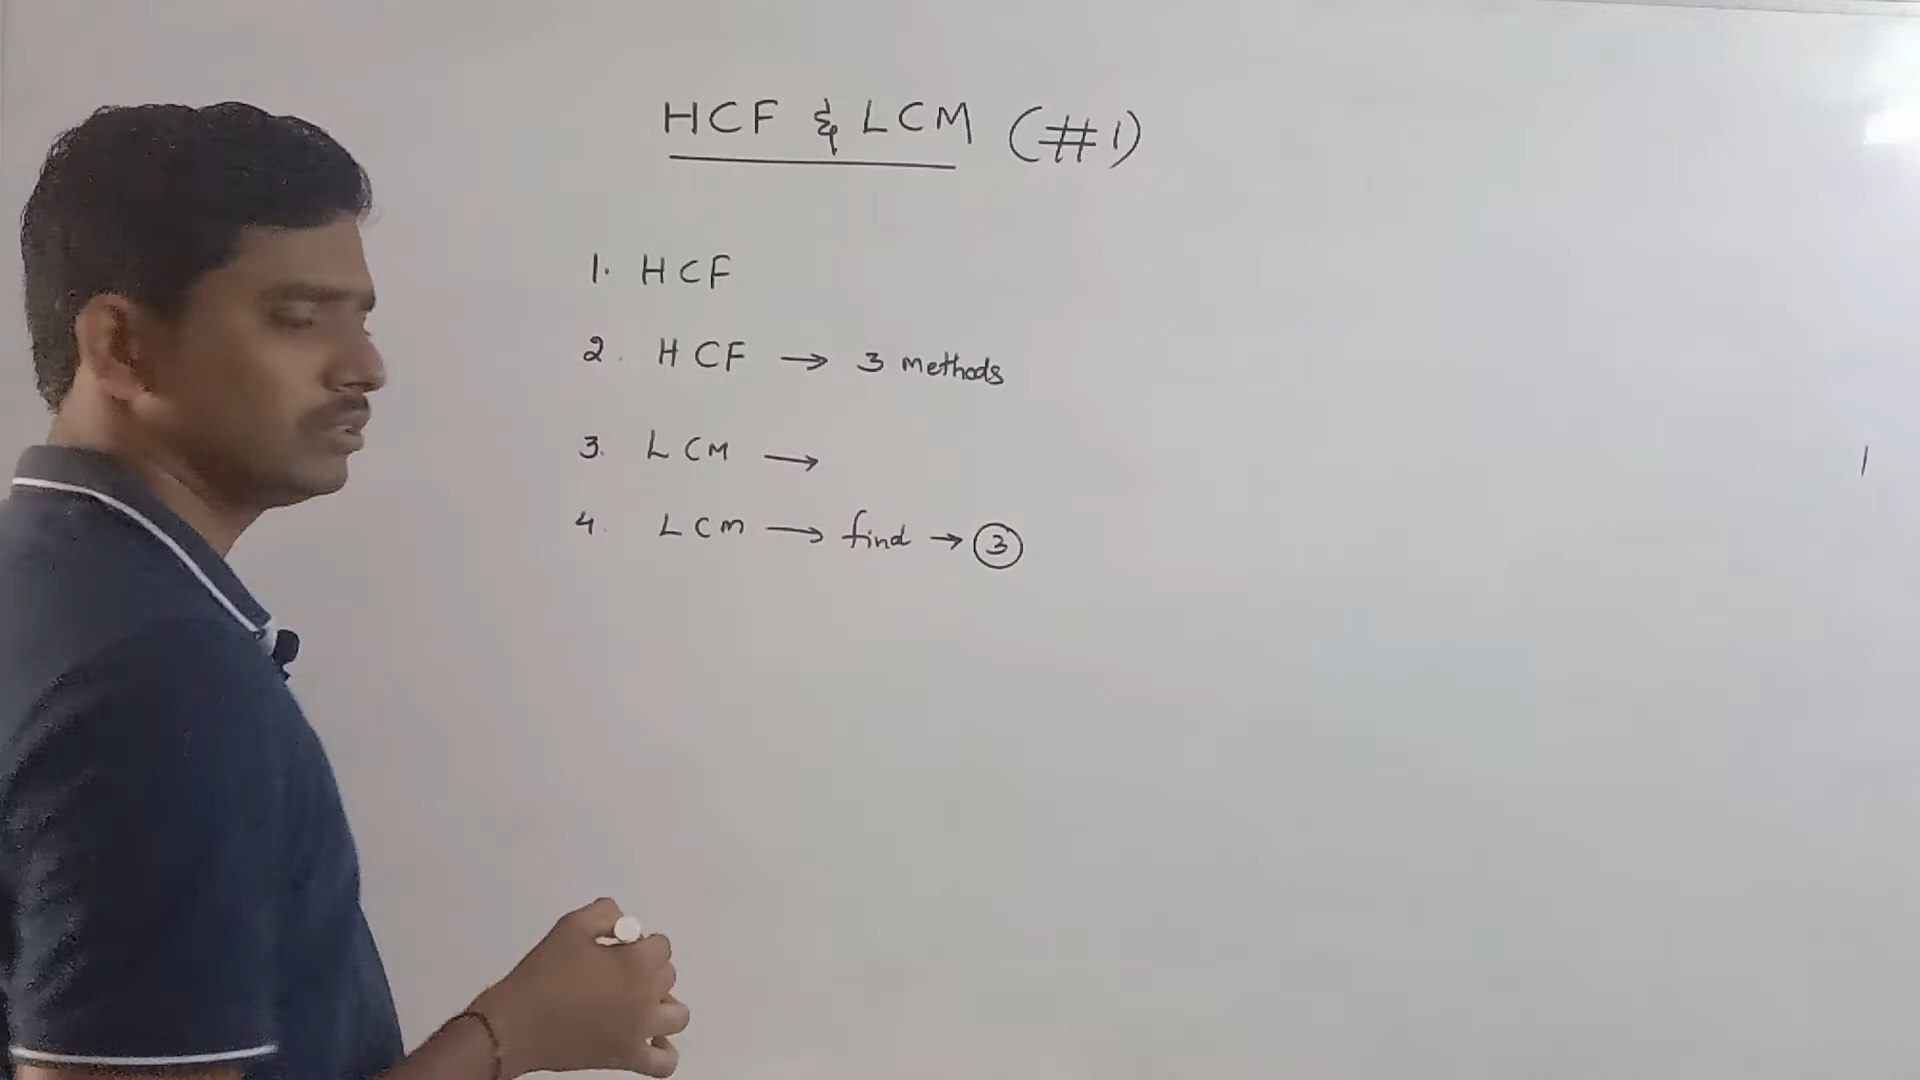 HCF & LCM (#1)
1. HCF
2. HCF → 3 methods
3. LCM →
4. LCM → find → 3